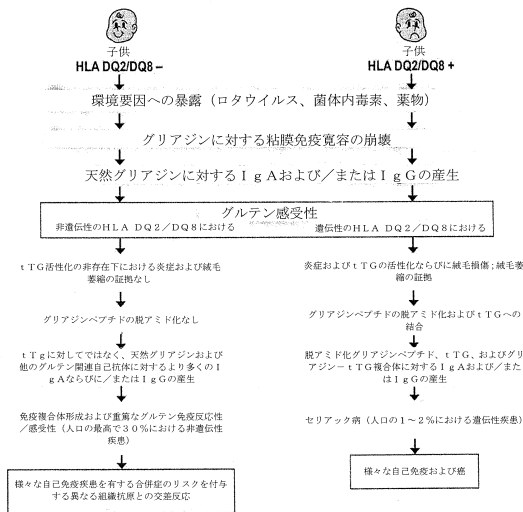 子供
HLA DQ2/DQ8 –
子供
HLA DQ2/DQ8 +
環境要因への暴露（ロタウイルス、菌体内毒素、薬物）
グリアジンに対する粘膜免疫寛容の崩壊
天然グリアジンに対するＩｇＡおよび／またはＩｇＧの産生
グルテン感受性
非遺伝性のHLA DQ2／DQ8における
遺伝性のHLA DQ2／DQ8における
ｔＴＧ活性化の非存在下における炎症および絨毛
萎縮の証拠なし
グリアジンペプチドの脱アミド化なし
ｔＴｇに対してではなく、天然グリアジンおよび
他のグルテン関連自己抗体に対するより多くのＩ
ｇＡならびに／またはＩｇＧの産生
免疫複合体形成および重篤なグルテン免疫反応性
／感受性（人口の最高で３０％における非遺伝性
疾患）
様々な自己免疫疾患を有する合併症のリスクを付与
する異なる組織抗原との交差反応
炎症およびｔＴＧの活性化ならびに絨毛損傷；絨毛萎
縮の証拠
グリアジンペプチドの脱アミド化およびｔＴＧへの
結合
脱アミド化グリアジンペプチド、ｔＴＧ、およびグリ
アジン－ｔＴＧ複合体に対するＩｇＡおよび／また
はＩｇＧの産生
セリアック病（人口の１～２％における遺伝性疾患）
様々な自己免疫および癌